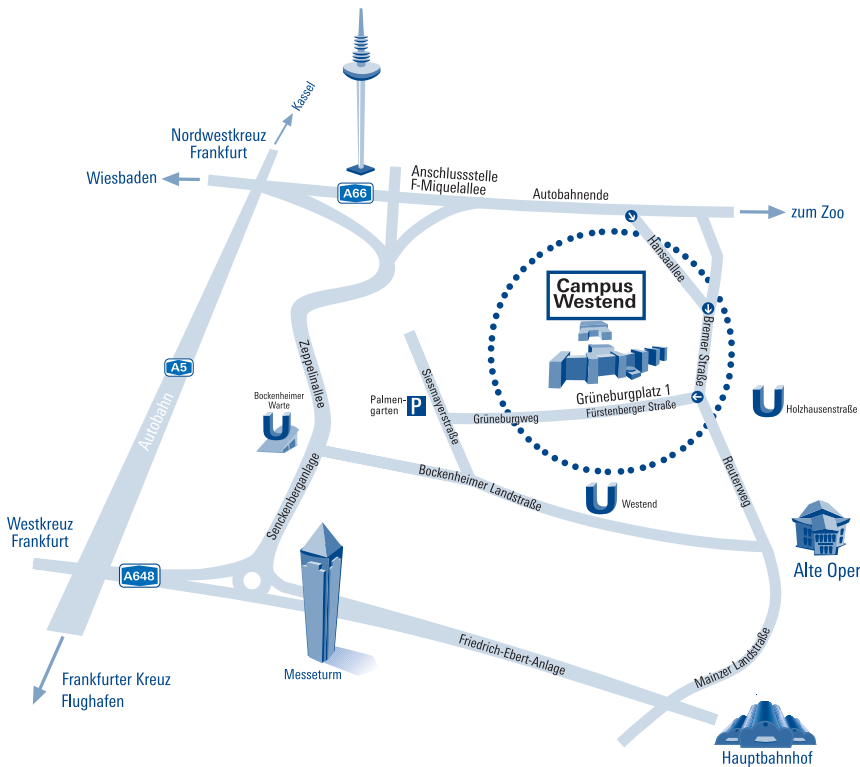 Kassel
Nordwestkreuz
Frankfurt
Wiesbaden
A66
Anschlussstelle
F-Miquelallee
Autobahnende
zum Zoo
Hansaallee
Campus
Westend
Bremer Straße
A5
Autobahn
Zeppelinallee
Siesmayerstraße
Bockenheimer
Warte
U
Palmen-
garten
P
Grüneburgplatz 1
Grüneburgweg
Fürstenberger Straße
U
Holzhausenstraße
Senckenberganlage
Bockenheimer Landstraße
Reuterweg
U
Westend
Westkreuz
Frankfurt
A648
Alte Oper
Messeturm
Friedrich-Ebert-Anlage
Mainzer Landstraße
Frankfurter Kreuz
Flughafen
Hauptbahnhof